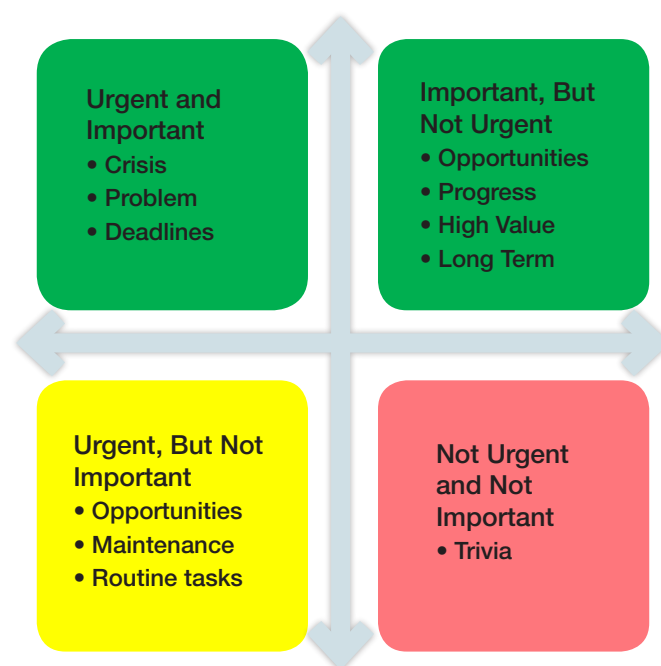 Urgent and
Important
• Crisis
• Problem
• Deadlines
Important, But
Not Urgent
• Opportunities
• Progress
• High Value
• Long Term
Urgent, But Not
Important
• Opportunities
• Maintenance
• Routine tasks
Not Urgent
and Not
Important
• Trivia